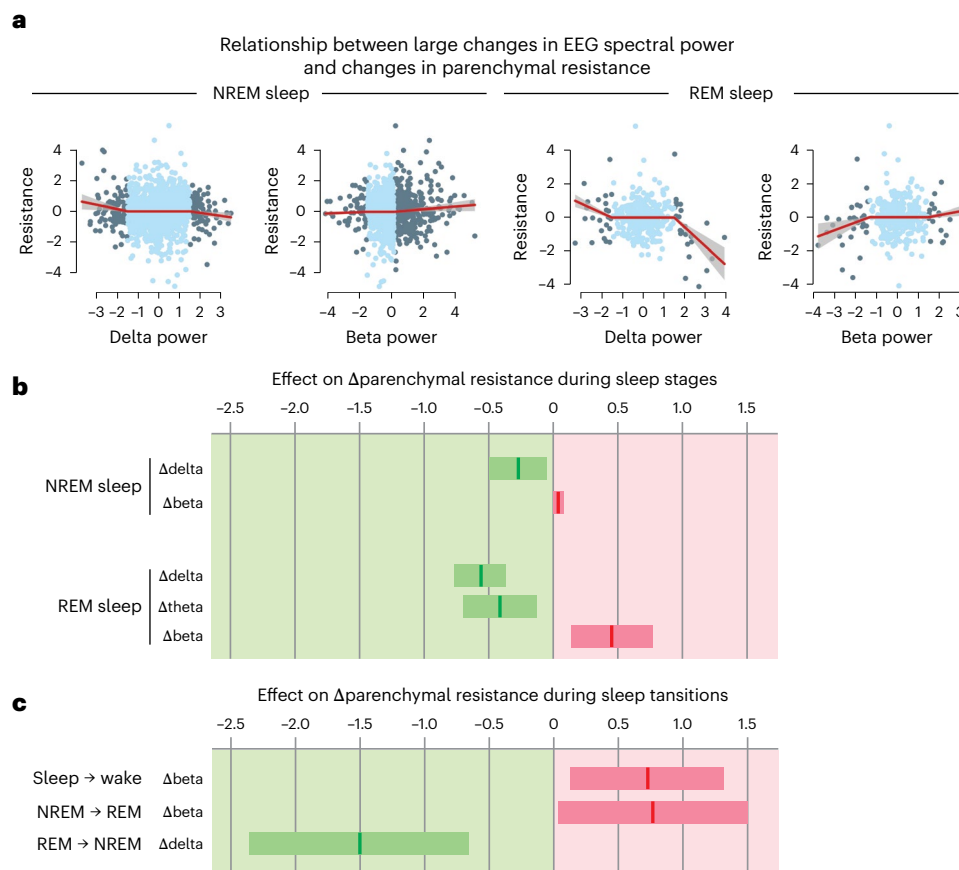 a
Relationship between large changes in EEG spectral power
and changes in parenchymal resistance
NREM sleep REM sleep
4 4 4 4
2 2 2 2
0 0 0 0
−2 −2 −2 −2
−4 −4 −4 −4
Resistance Resistance Resistance Resistance
−3 −2 −1 0 1 2 3 −4 −2 0 2 4 −3 −2 −1 0 1 2 3 4 −4 −3 −2 −1 0 1 2 3
Delta power Beta power Delta power Beta power
b
Effect on Δparenchymal resistance during sleep stages
−2.5 −2.0 −1.5 −1.0 −0.5 0 0.5 1.0 1.5
NREM sleep
Δdelta
Δbeta
REM sleep
Δdelta
Δtheta
Δbeta
c
Effect on Δparenchymal resistance during sleep tansitions
−2.5 −2.0 −1.5 −1.0 −0.5 0 0.5 1.0 1.5
Sleep → wake Δbeta
NREM → REM Δbeta
REM → NREM Δdelta